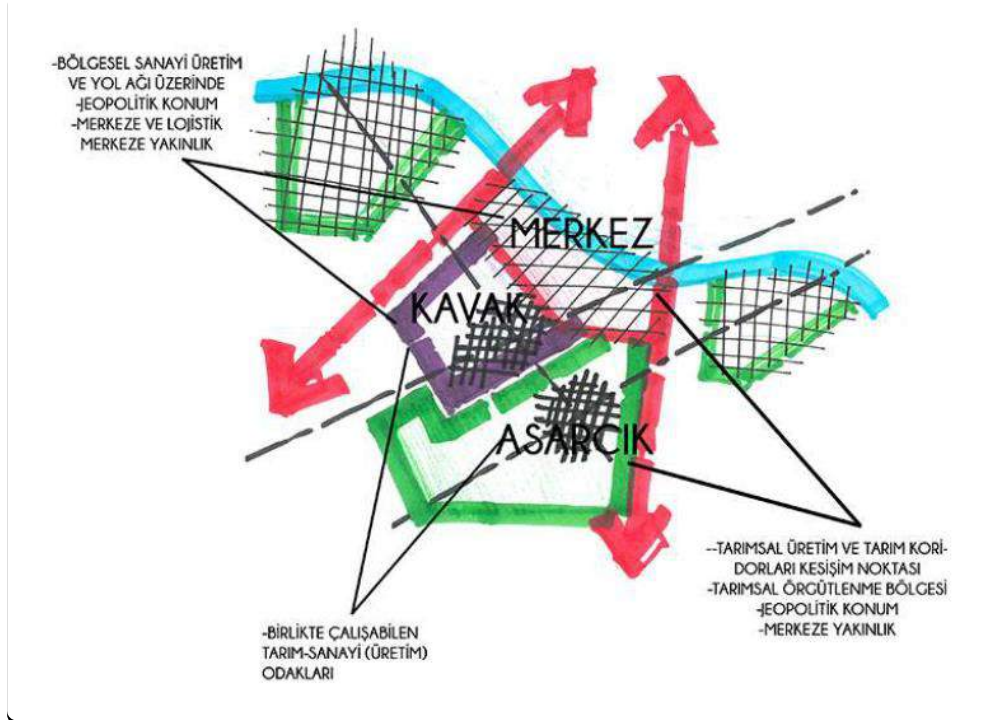 -BÖLGESEL SANAYİ ÜRETİM
VE YOL AĞI ÜZERİNDE
-JEOPOLİTİK KONUM
-MERKEZE VE LOJİSTİK
MERKEZE YAKINLIK
MERKEZ
KAVAK
ASARCIK
--TARIMSAL ÜRETİM VE TARIM KORİ-
DORLARI KESİŞİM NOKTASI
-TARIMSAL ÖRGÜTLENME BÖLGESİ
-JEOPOLİTİK KONUM
-MERKEZE YAKINLIK
-BİRLİKTE ÇALIŞABİLEN
TARIM-SANAYİ (ÜRETİM)
ODAKLARI